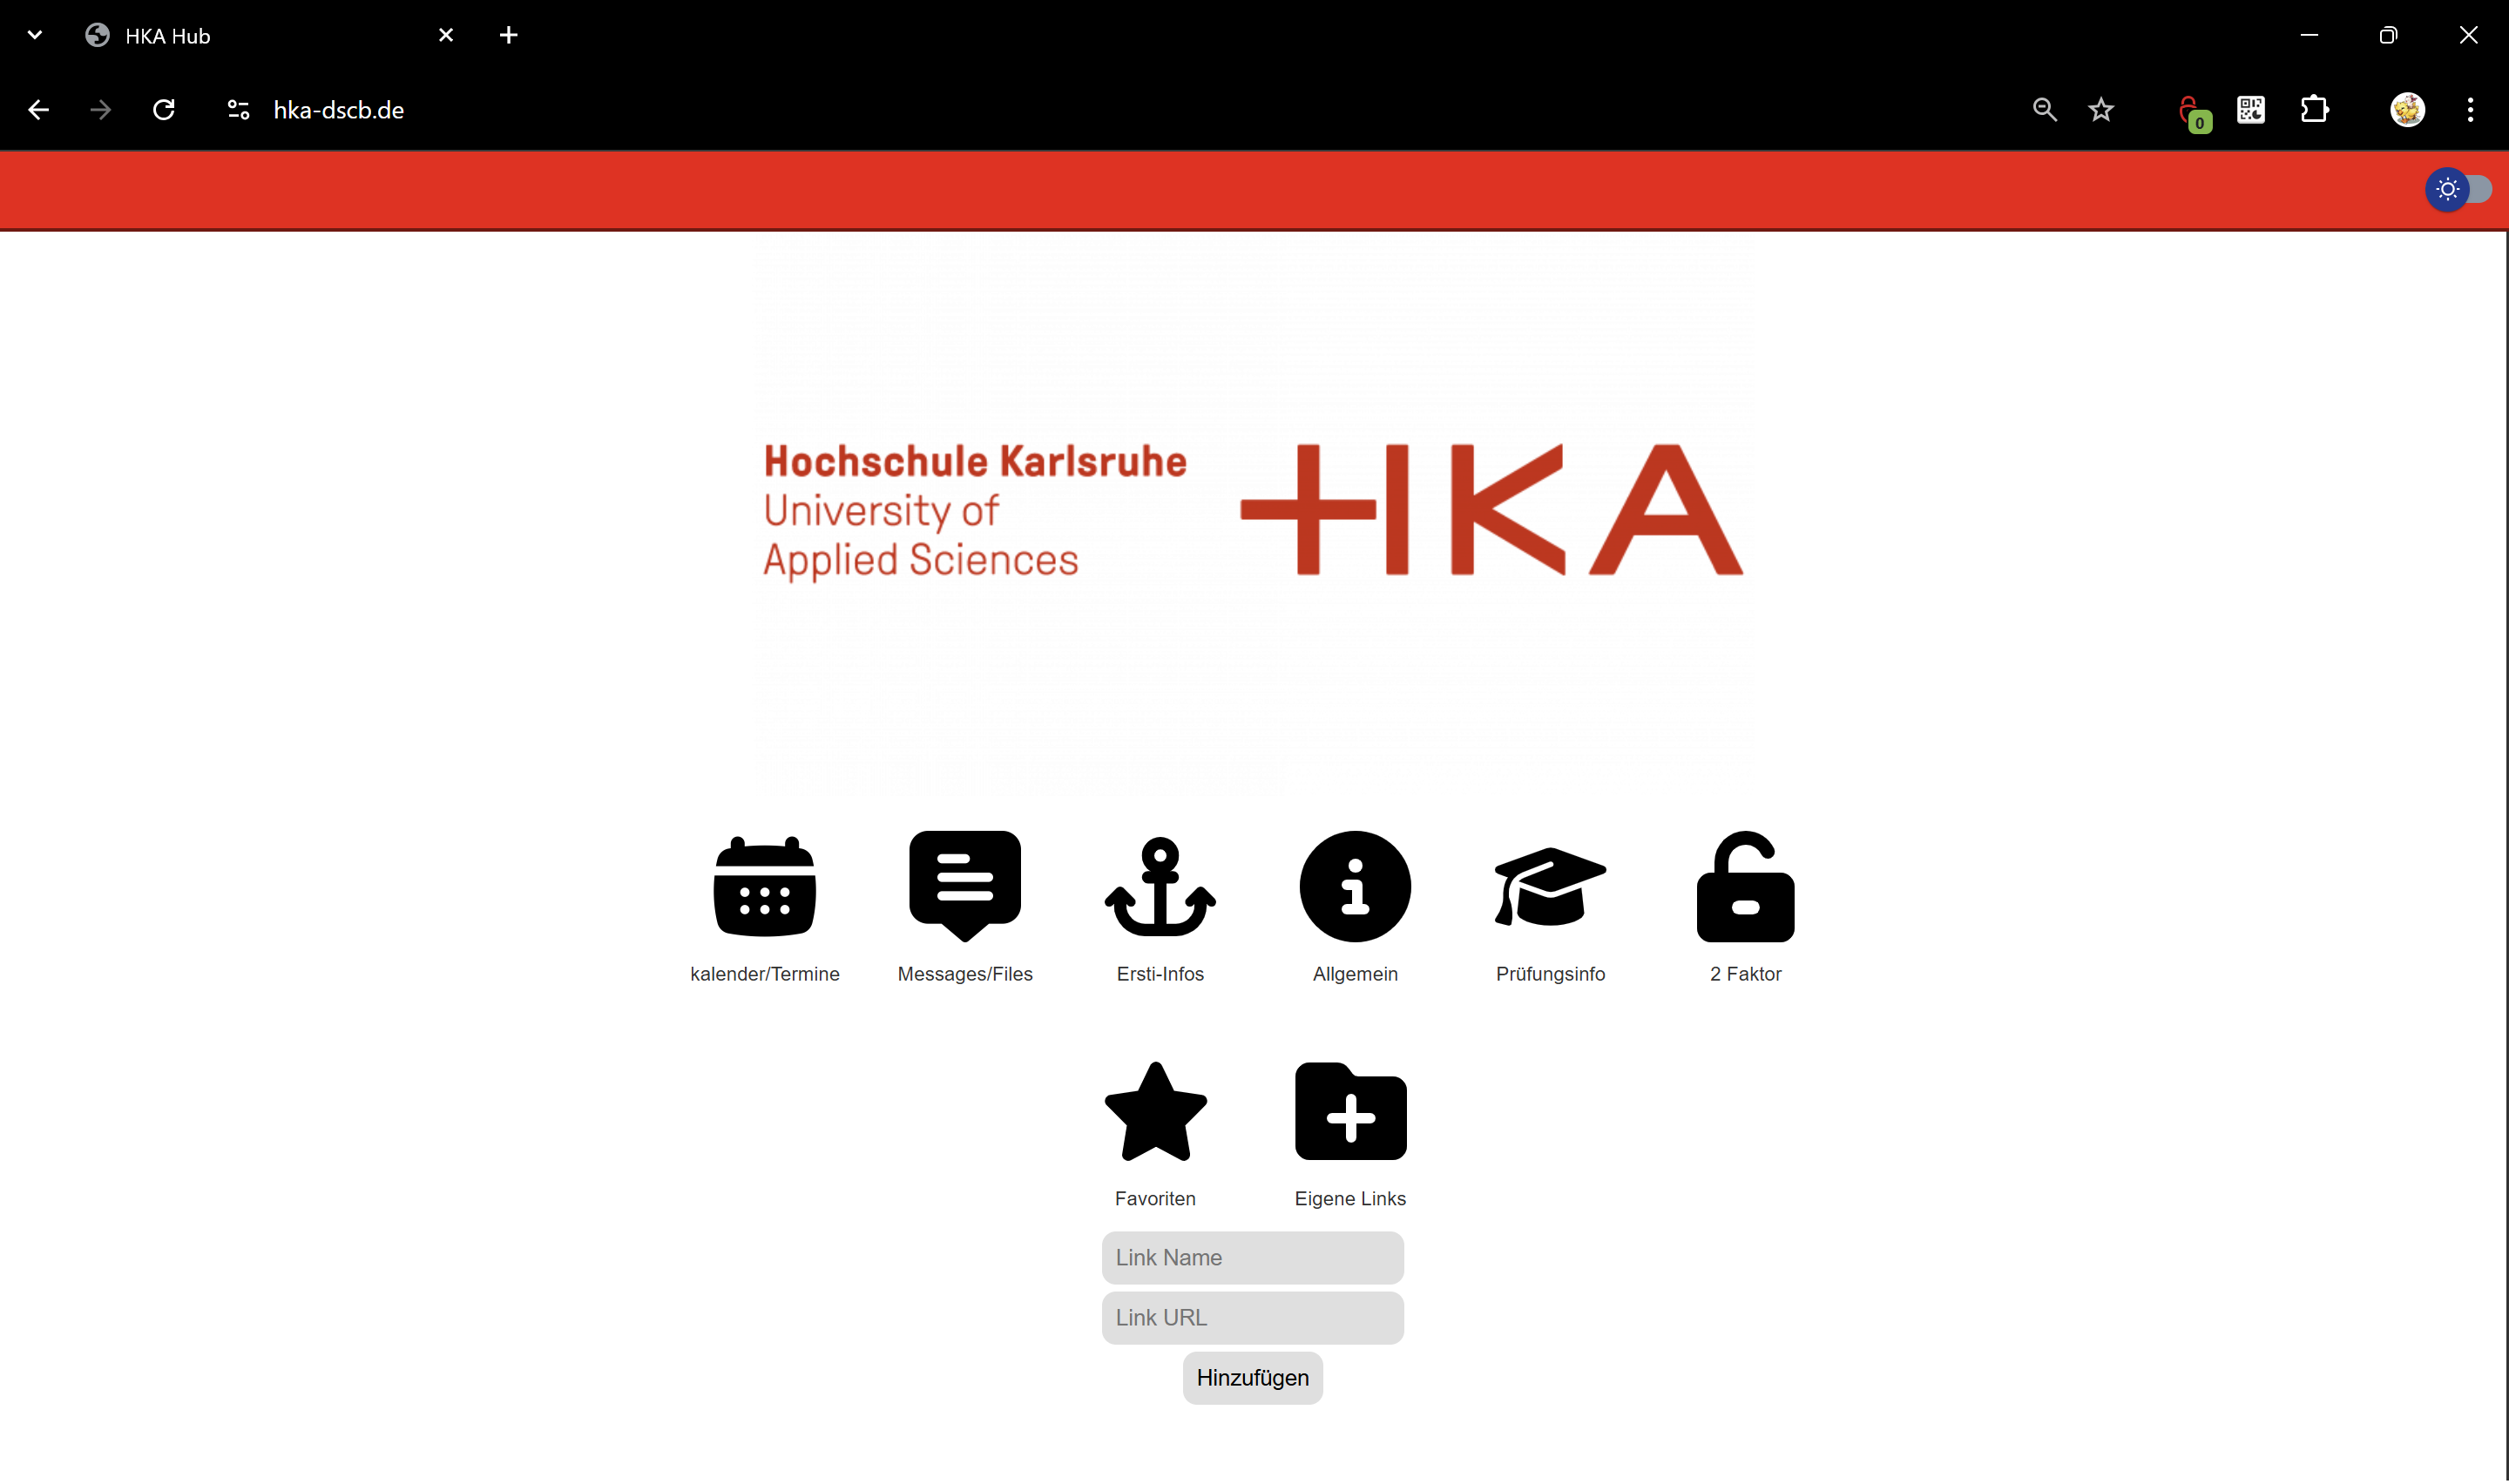 HKA Hub
hka-dscb.de
0
Hochschule Karlsruhe
University of
Applied Sciences
HKA
kalender/Termine
Messages/Files
Ersti-Infos
Allgemein
Prüfungsinfo
2 Faktor
Favoriten
Eigene Links
Link Name
Link URL
Hinzufügen